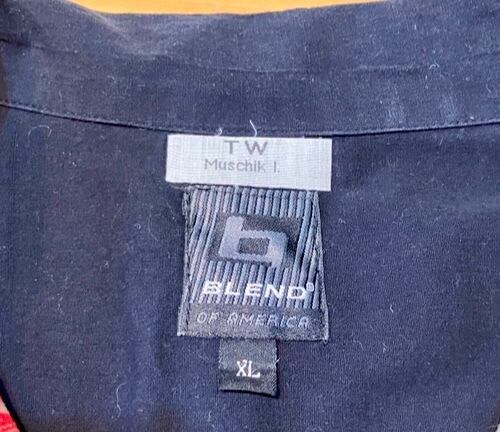 TW
Muschik I.
b
BLEND®
OF AMERICA
XL